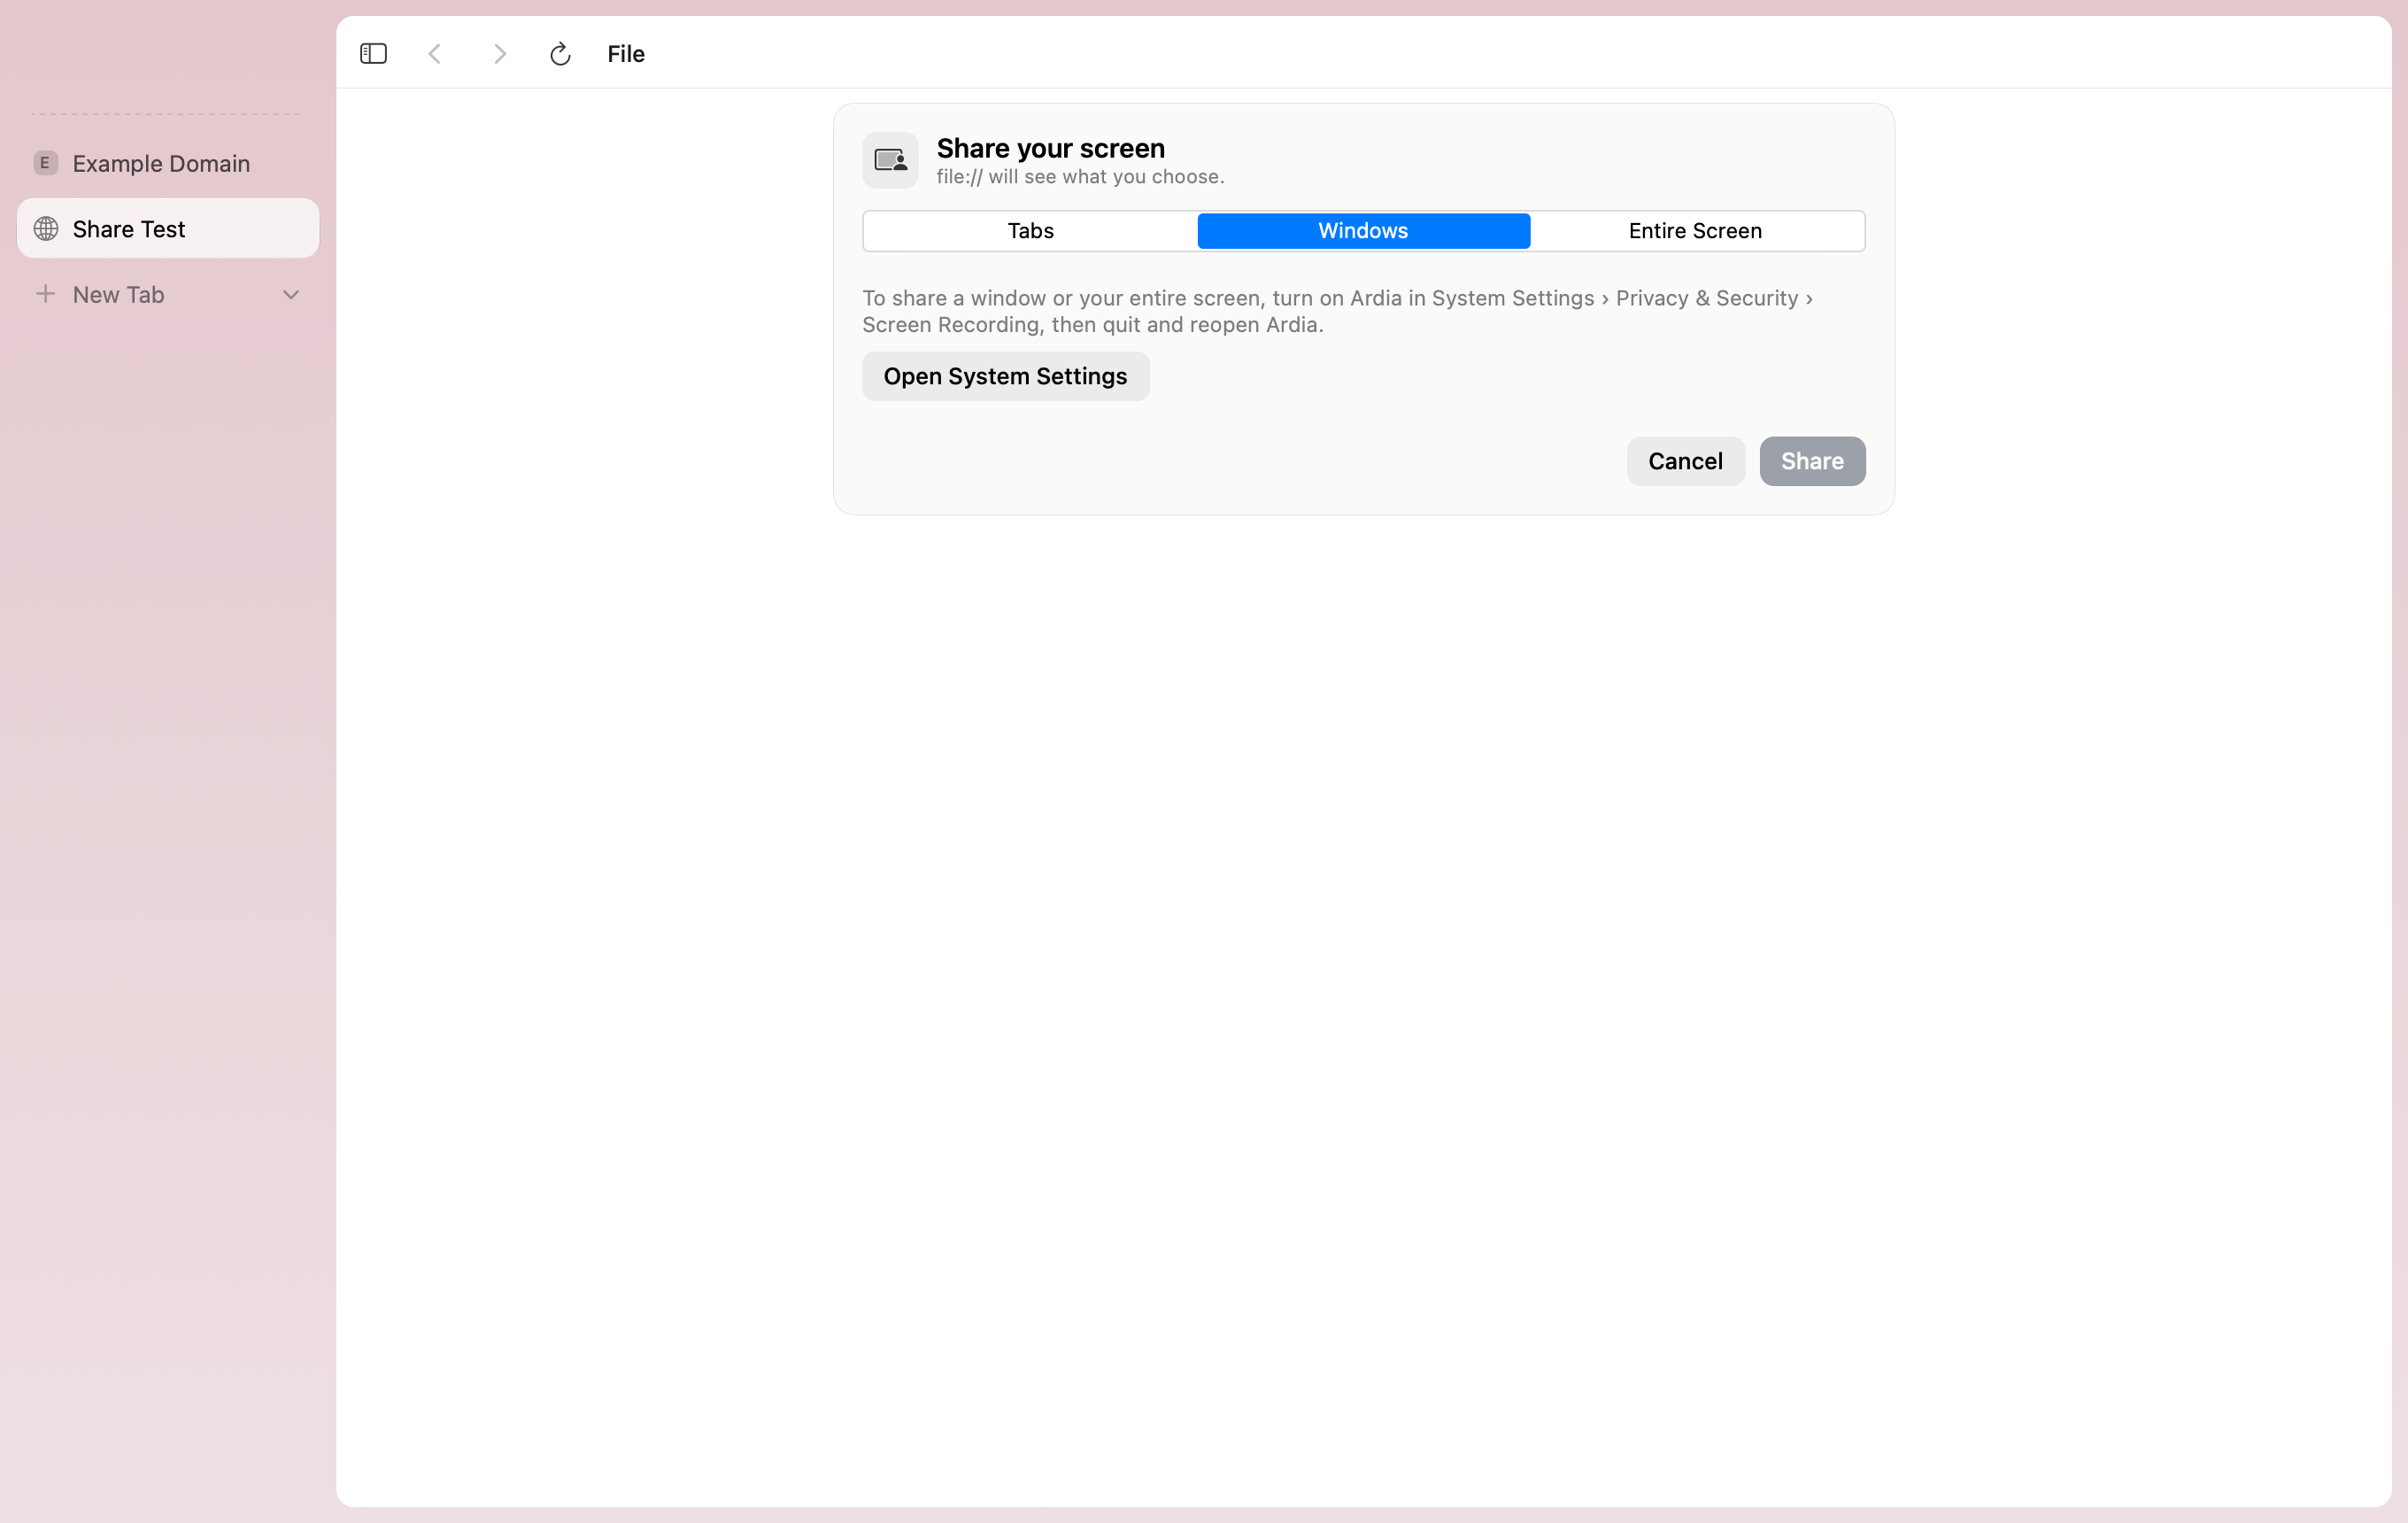 File
E
Example Domain
Share Test
New Tab
Share your screen
file:// will see what you choose.
Tabs
Windows
Entire Screen
To share a window or your entire screen, turn on Ardia in System Settings › Privacy & Security ›
Screen Recording, then quit and reopen Ardia.
Open System Settings
Cancel
Share